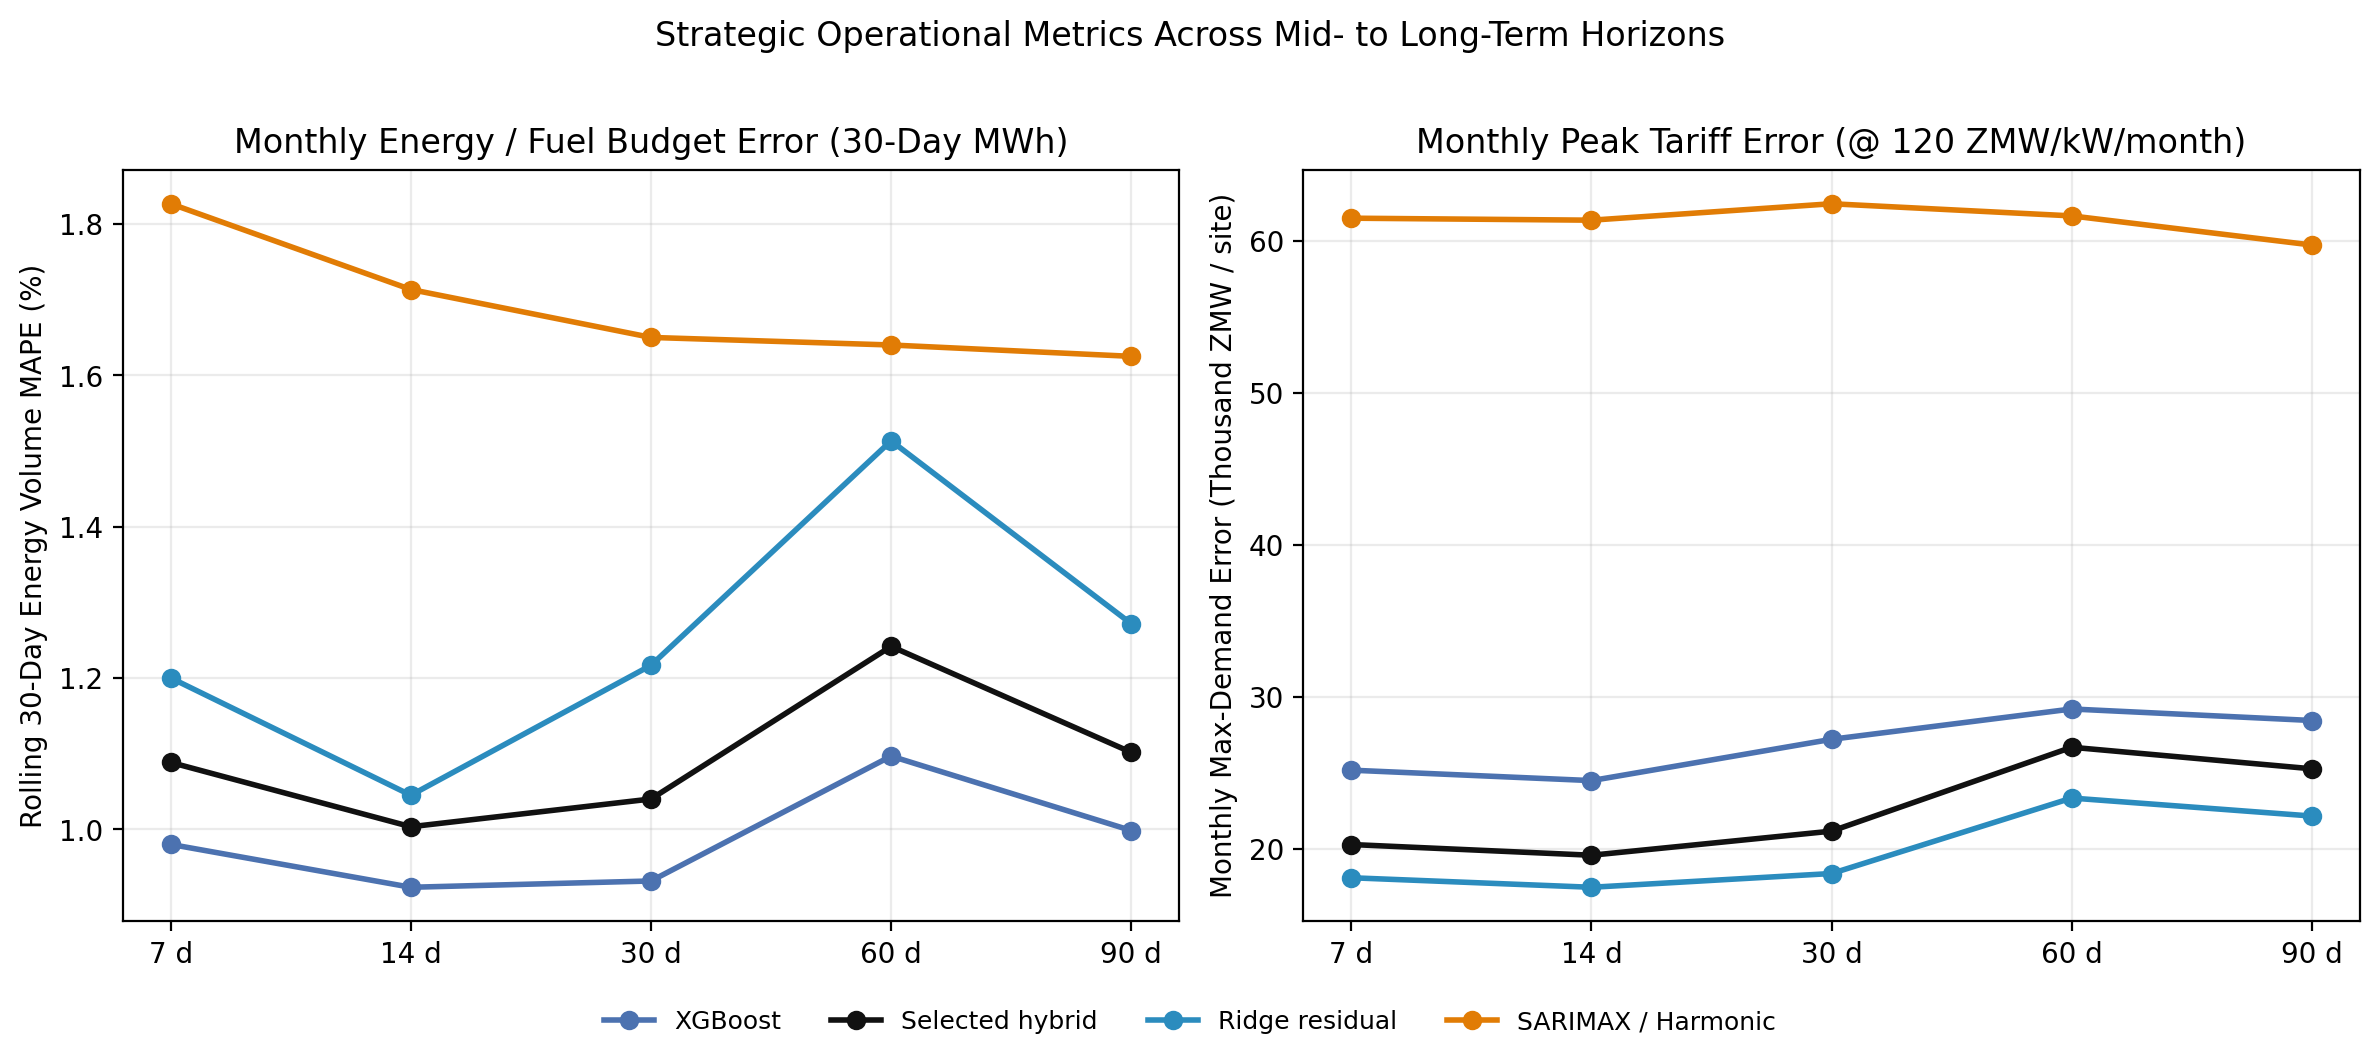 Strategic Operational Metrics Across Mid- to Long-Term Horizons
Monthly Energy / Fuel Budget Error (30-Day MWh)
Rolling 30-Day Energy Volume MAPE (%)
1.8
1.6
1.4
1.2
1.0
7 d
14 d
30 d
60 d
90 d
Monthly Peak Tariff Error (@ 120 ZMW/kW/month)
Monthly Max-Demand Error (Thousand ZMW / site)
60
50
40
30
20
7 d
14 d
30 d
60 d
90 d
XGBoost
Selected hybrid
Ridge residual
SARIMAX / Harmonic